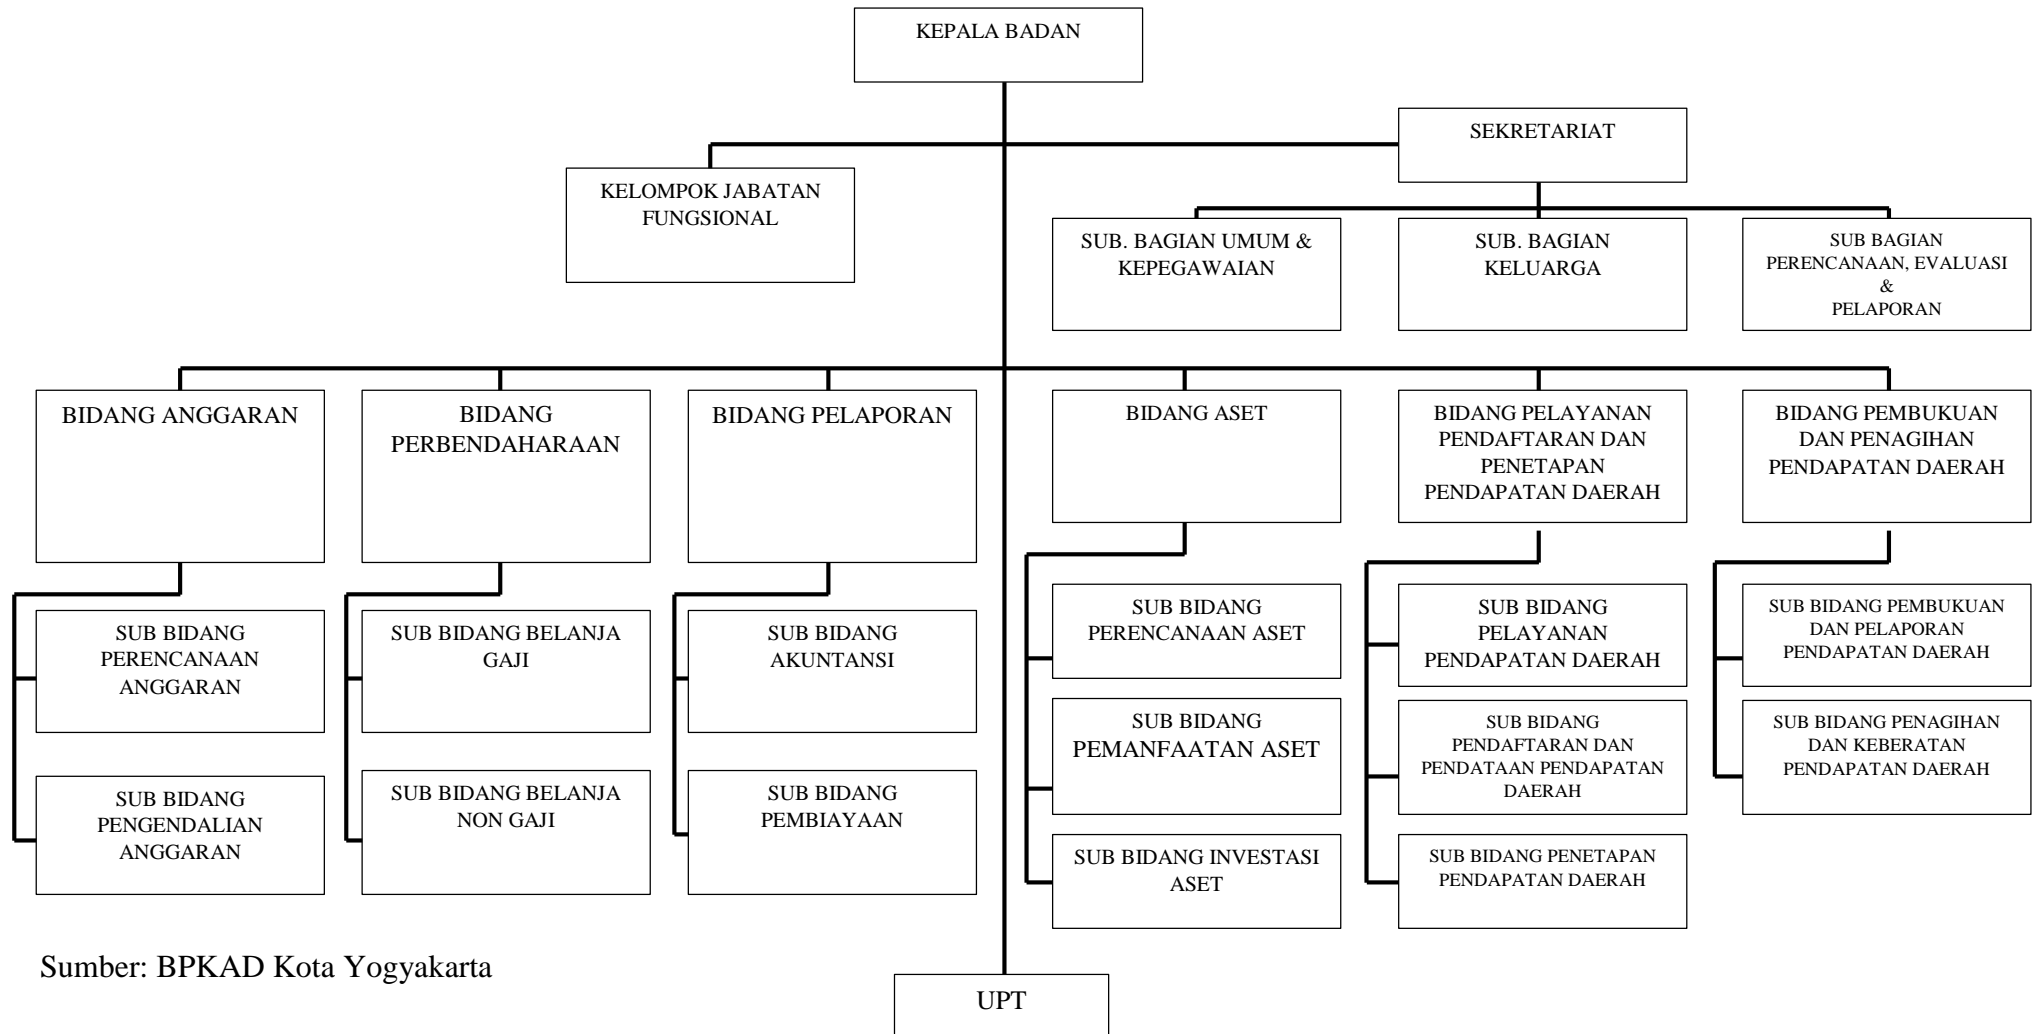 KEPALA BADAN
SEKRETARIAT
KELOMPOK JABATAN
FUNGSIONAL
SUB. BAGIAN UMUM &
KEPEGAWAIAN
SUB. BAGIAN
KELUARGA
SUB BAGIAN
PERENCANAAN, EVALUASI
&
PELAPORAN
BIDANG ANGGARAN
BIDANG
PERBENDAHARAAN
BIDANG PELAPORAN
BIDANG ASET
BIDANG PELAYANAN
PENDAFTARAN DAN
PENETAPAN
PENDAPATAN DAERAH
BIDANG PEMBUKUAN
DAN PENAGIHAN
PENDAPATAN DAERAH
SUB BIDANG
PERENCANAAN
ANGGARAN
SUB BIDANG BELANJA
GAJI
SUB BIDANG
AKUNTANSI
SUB BIDANG
PERENCANAAN ASET
SUB BIDANG
PELAYANAN
PENDAPATAN DAERAH
SUB BIDANG PEMBUKUAN
DAN PELAPORAN
PENDAPATAN DAERAH
SUB BIDANG
PEMANFAATAN ASET
SUB BIDANG
PENDAFTARAN DAN
PENDATAAN PENDAPATAN
DAERAH
SUB BIDANG PENAGIHAN
DAN KEBERATAN
PENDAPATAN DAERAH
SUB BIDANG
PENGENDALIAN
ANGGARAN
SUB BIDANG BELANJA
NON GAJI
SUB BIDANG
PEMBIAYAAN
SUB BIDANG INVESTASI
ASET
SUB BIDANG PENETAPAN
PENDAPATAN DAERAH
Sumber: BPKAD Kota Yogyakarta
UPT